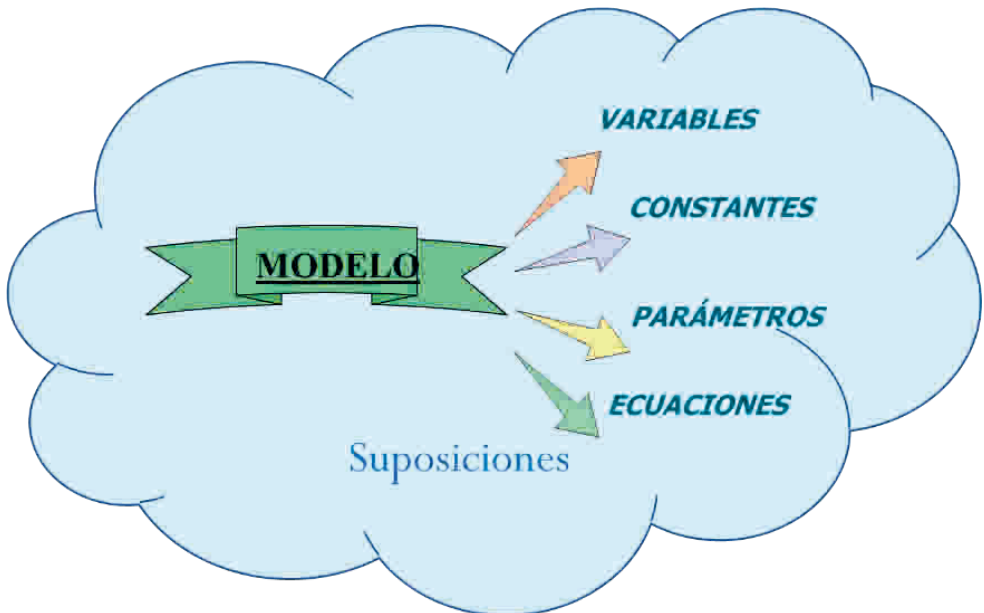 VARIABLES
CONSTANTES
MODELO
PARÁMETROS
ECUACIONES
Suposiciones